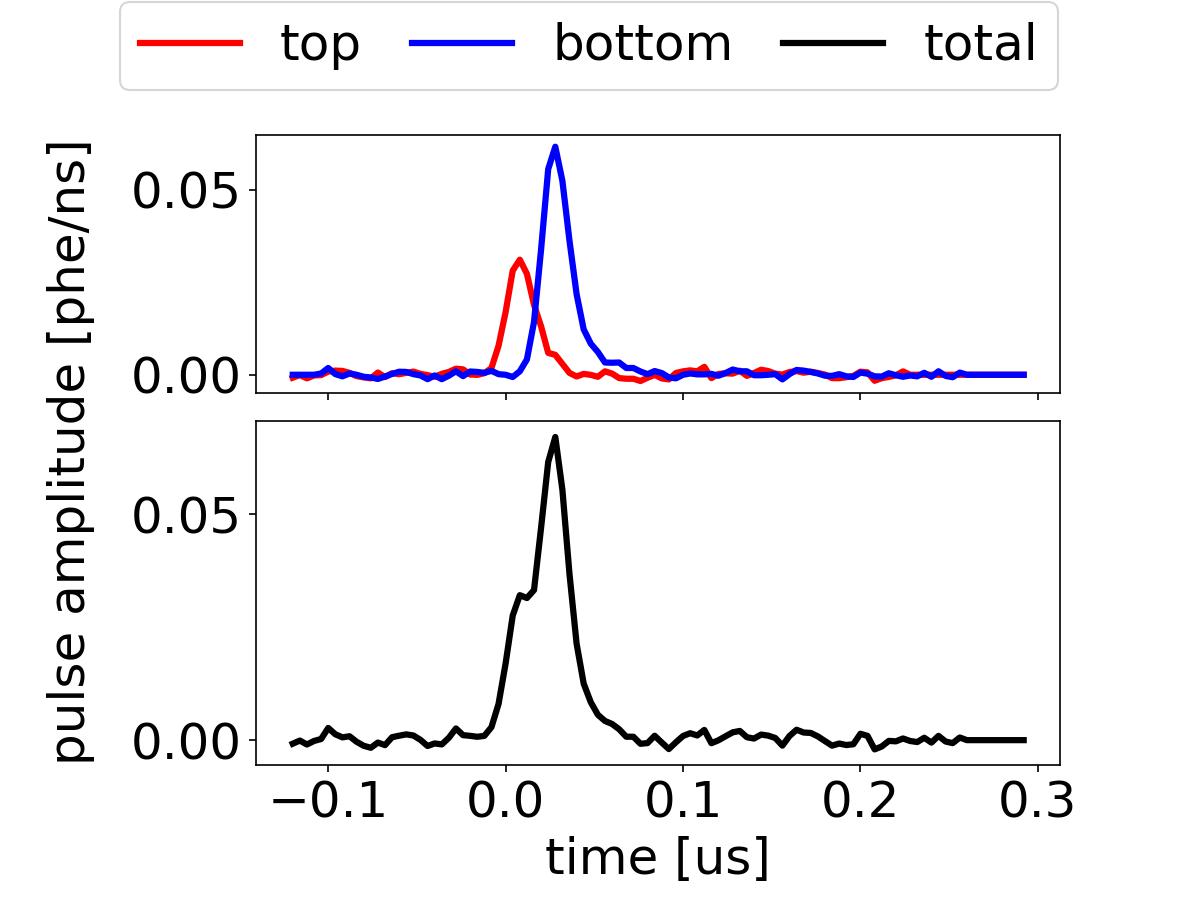 top bottom total
pulse amplitude [phe/ns]
0.05
0.00
0.05
0.00
−0.1 0.0 0.1 0.2 0.3
time [us]